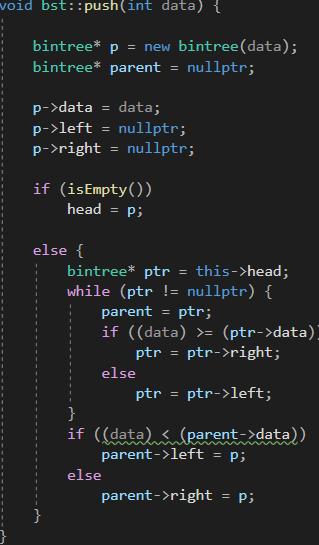 void bst::push(int data) {
bintree* p = new bintree(data);
bintree* parent = nullptr;
p->data = data;
p->left = nullptr;
p->right = nullptr;
if (isEmpty())
head = p;
else {
bintree* ptr = this->head;
while (ptr != nullptr) {
parent = ptr;
if ((data) >= (ptr->data))
ptr = ptr->right;
else
ptr = ptr->left;
}
if ((data) < (parent->data))
parent->left = p;
else
parent->right = p;
}
}